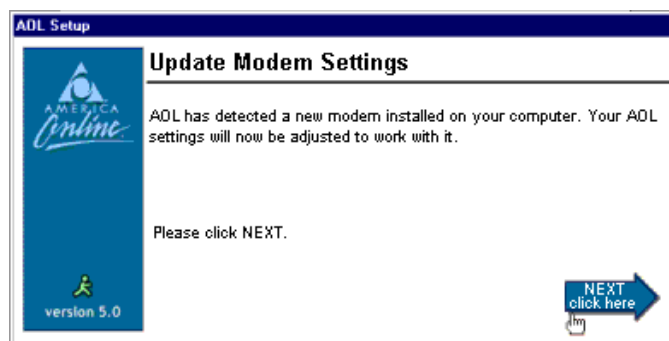 AOL Setup
Update Modem Settings
AMERICA
Online
AOL has detected a new modem installed on your computer. Your AOL
settings will now be adjusted to work with it.
Please click NEXT.
NEXT
click here
version 5.0